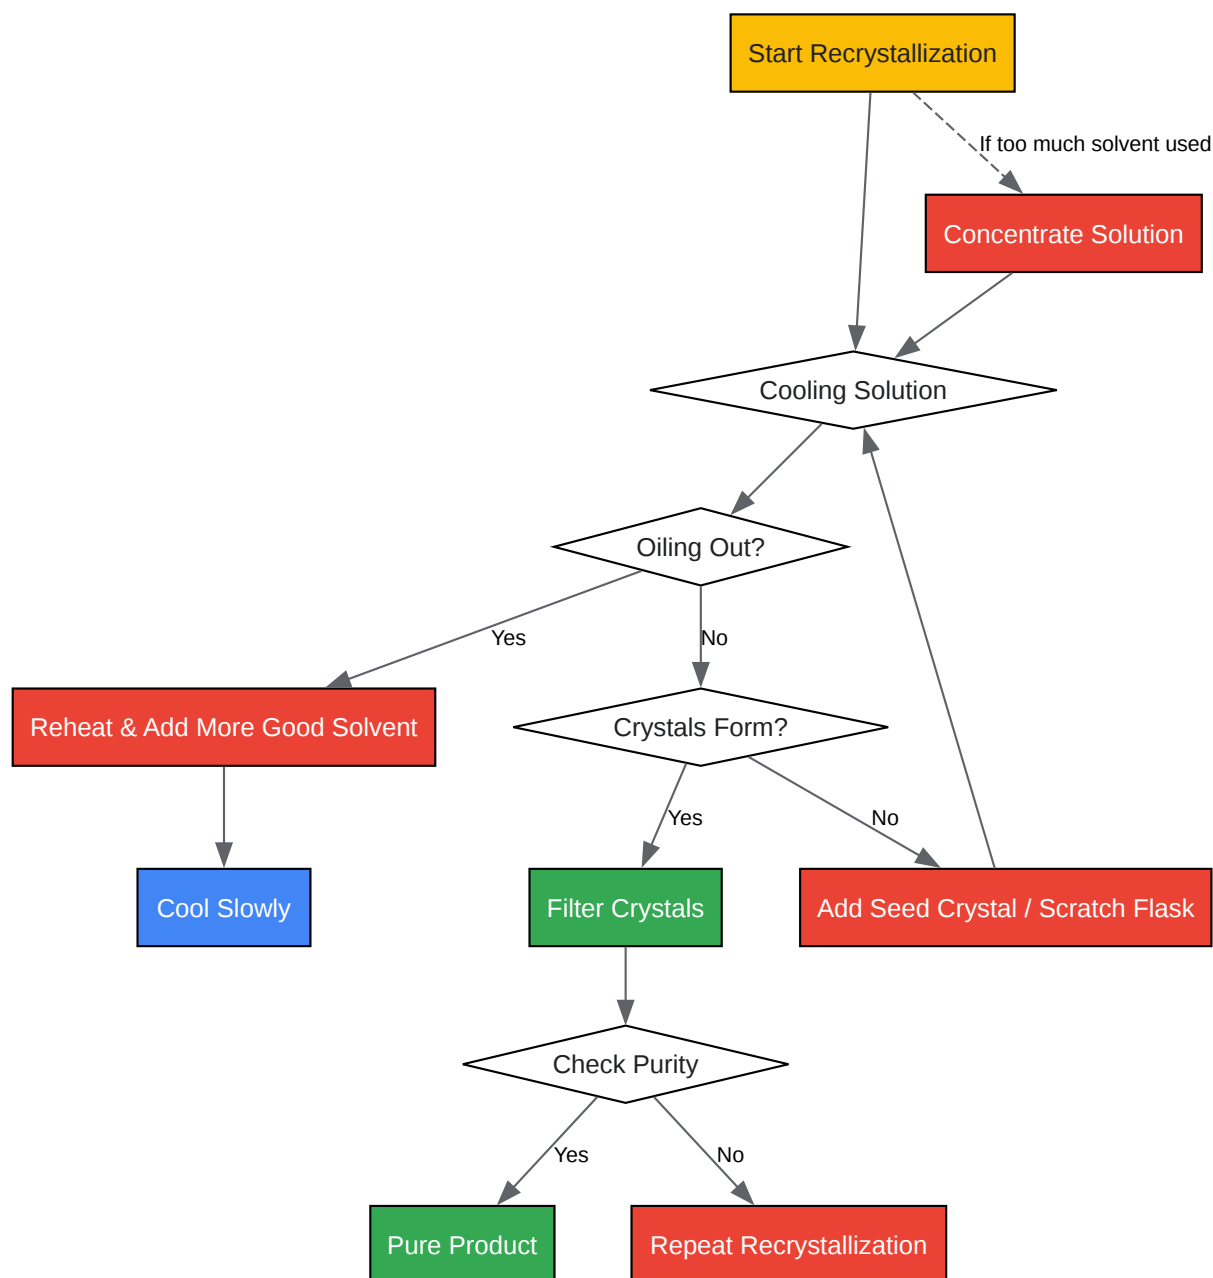 Start Recrystallization
If too much solvent used
Concentrate Solution
Cooling Solution
Oiling Out?
Yes
No
Reheat & Add More Good Solvent
Crystals Form?
Yes
No
Cool Slowly
Filter Crystals
Add Seed Crystal / Scratch Flask
Check Purity
Yes
No
Pure Product
Repeat Recrystallization